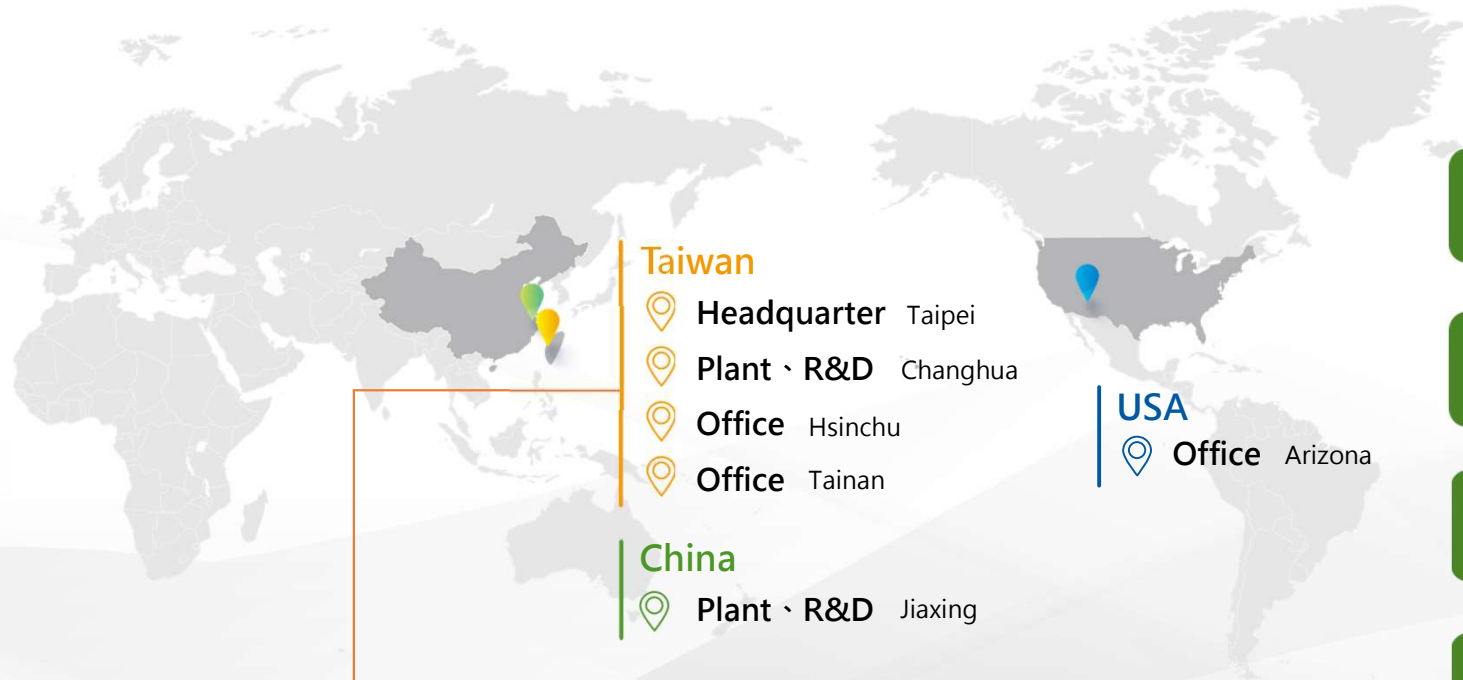 Taiwan
Headquarter Taipei
Plant、R&D Changhua
Office Hsinchu
Office Tainan
China
Plant、R&D Jiaxing
USA
Office Arizona